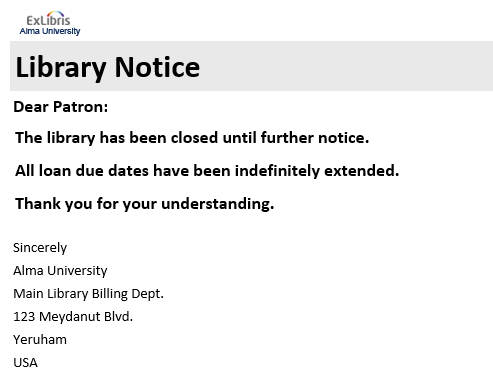 ExLibris
Alma University
Library Notice
Dear Patron:
The library has been closed until further notice.
All loan due dates have been indefinitely extended.
Thank you for your understanding.
Sincerely
Alma University
Main Library Billing Dept.
123 Meydanut Blvd.
Yeruham
USA